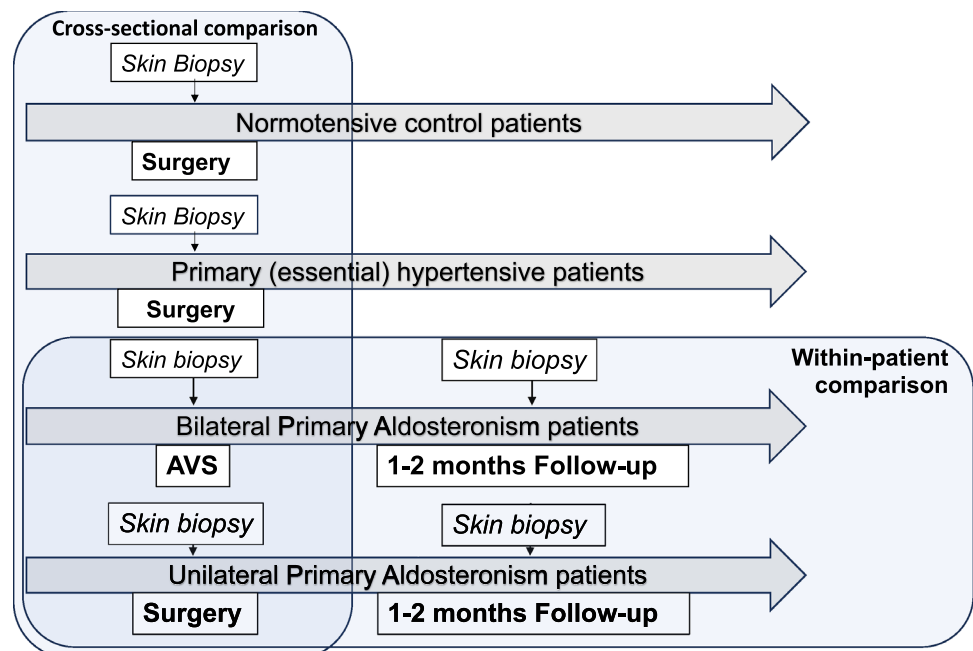 Cross-sectional comparison
Skin Biopsy
Normotensive control patients
Surgery
Skin Biopsy
Primary (essential) hypertensive patients
Surgery
Within-patient
comparison
Skin biopsy
Skin biopsy
Bilateral Primary Aldosteronism patients
AVS
1-2 months Follow-up
Skin biopsy
Skin biopsy
Unilateral Primary Aldosteronism patients
Surgery
1-2 months Follow-up